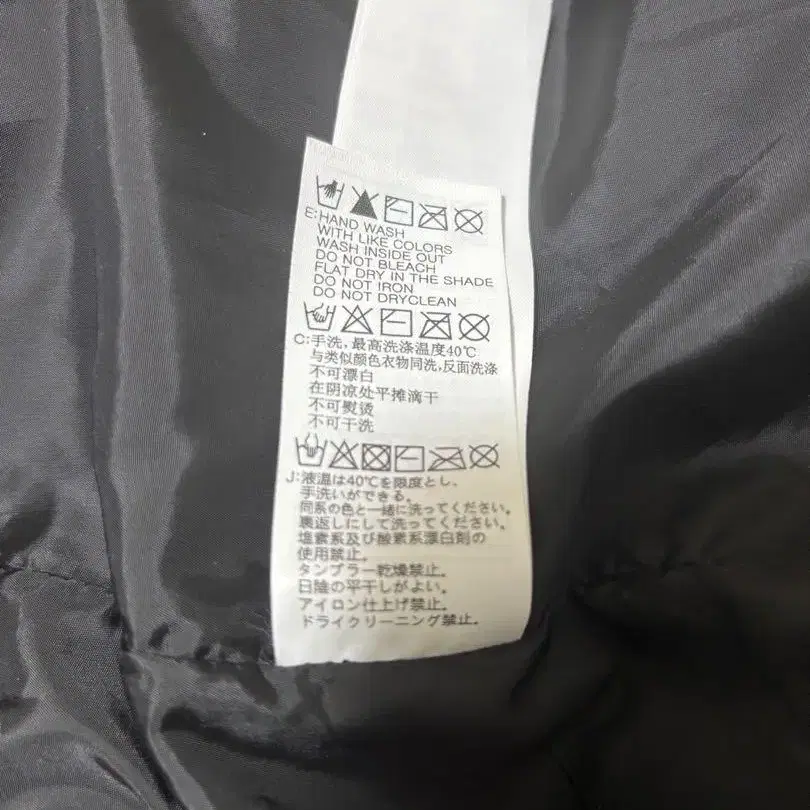 E:HAND WASH
WITH LIKE COLORS
WASH INSIDE OUT
DO NOT BLEACH
FLAT DRY IN THE SHADE
DO NOT IRON
DO NOT DRYCLEAN
C:手洗,最高洗涤温度40℃
与类似颜色衣物同洗,反面洗涤
不可漂白
在阴凉处平摊滴干
不可熨烫
不可干洗
J:液温は40℃を限度とし、
手洗いができる。
同系の色と一緒に洗ってください。
裏返しにして洗ってください。
塩素系及び酸素系漂白剤の
使用禁止。
タンブラー乾燥禁止。
日陰の平干しがよい。
アイロン仕上げ禁止。
ドライクリーニング禁止。